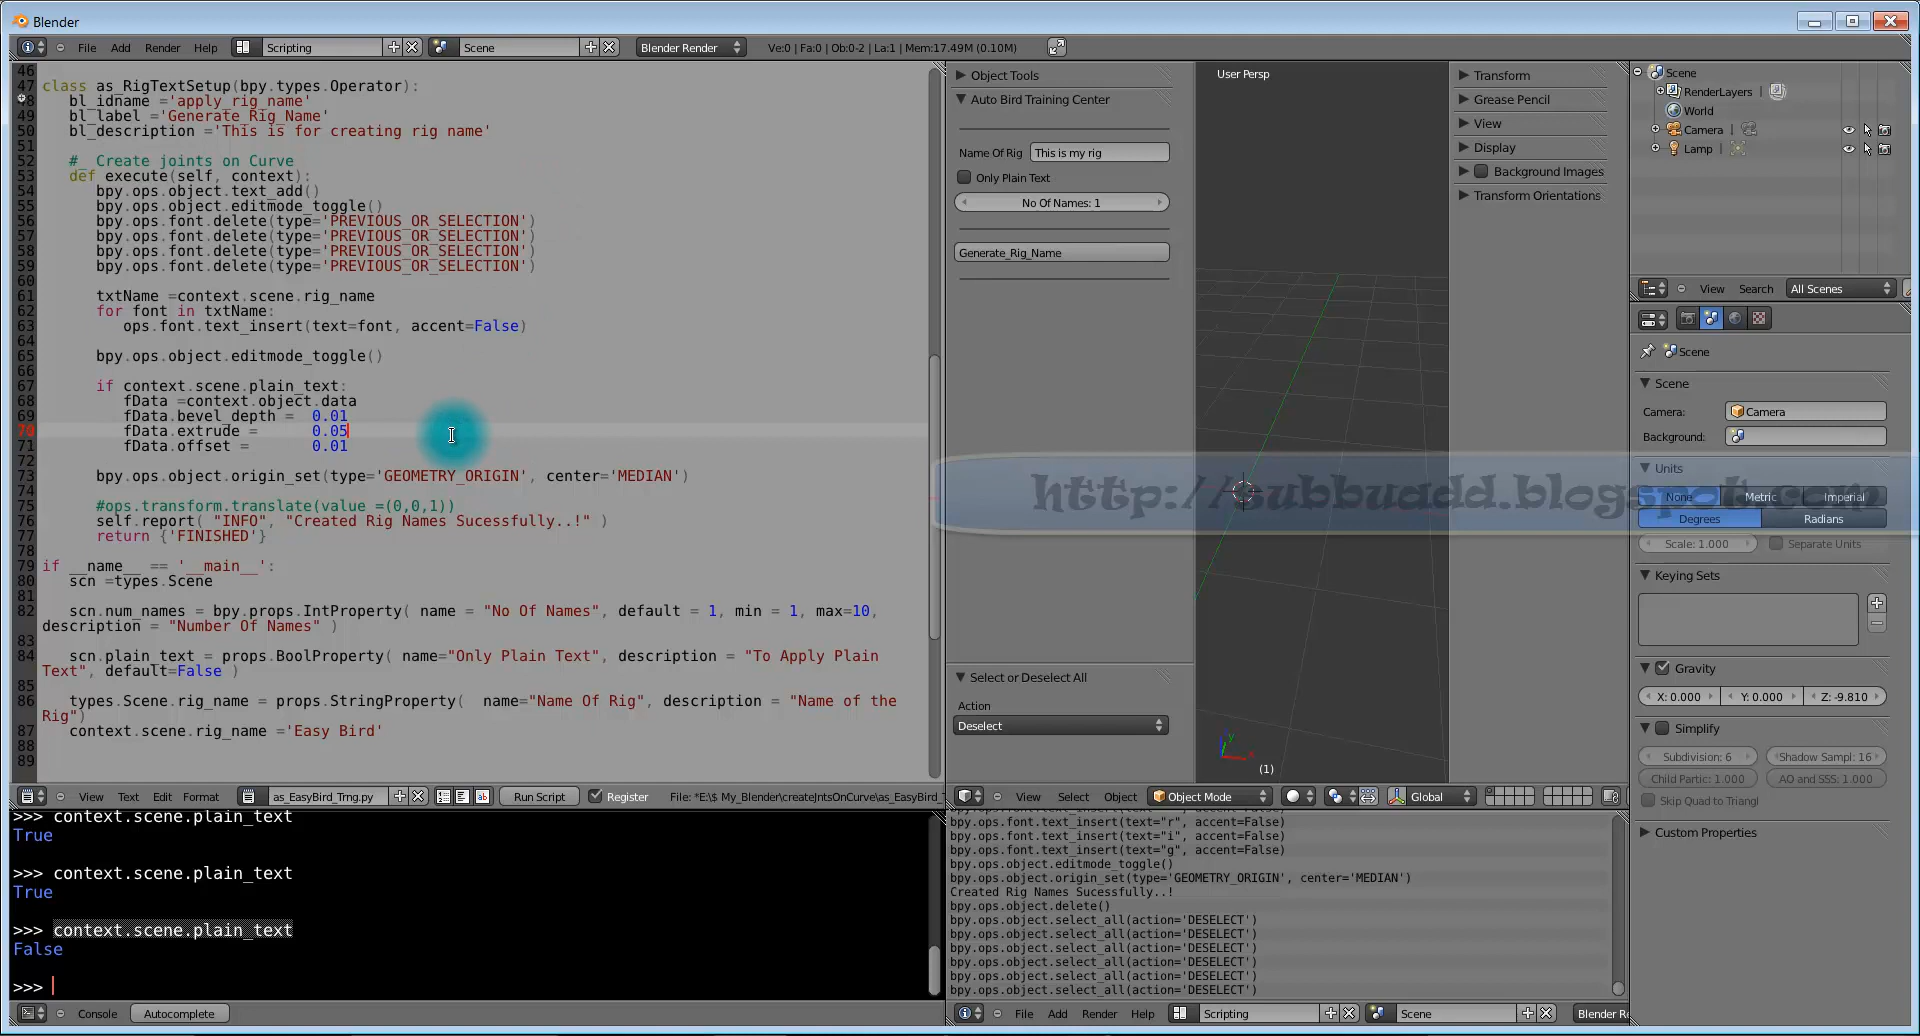 Blender
File Add Render Help Scripting Scene Blender Render Ve:0 | Fa:0 | Ob:0-2 | La:1 | Mem:17.49M (0.10M)
46
47 class as_RigTextSetup(bpy.types.Operator):
48 bl_idname ='apply_rig_name'
49 bl_label ='Generate_Rig_Name'
50 bl_description ='This is for creating rig name'
51
52 #_ Create joints on Curve
53 def execute(self, context):
54 bpy.ops.object.text_add()
55 bpy.ops.object.editmode_toggle()
56 bpy.ops.font.delete(type='PREVIOUS_OR_SELECTION')
57 bpy.ops.font.delete(type='PREVIOUS_OR_SELECTION')
58 bpy.ops.font.delete(type='PREVIOUS_OR_SELECTION')
59 bpy.ops.font.delete(type='PREVIOUS_OR_SELECTION')
60
61 txtName =context.scene.rig_name
62 for font in txtName:
63 ops.font.text_insert(text=font, accent=False)
64
65 bpy.ops.object.editmode_toggle()
66
67 if context.scene.plain_text:
68 fData =context.object.data
69 fData.bevel_depth = 0.01
70 fData.extrude = 0.05
71 fData.offset = 0.01
72
73 bpy.ops.object.origin_set(type='GEOMETRY_ORIGIN', center='MEDIAN')
74
75 #ops.transform.translate(value =(0,0,1))
76 self.report( "INFO", "Created Rig Names Sucessfully..!" )
77 return {'FINISHED'}
78
79 if __name__ == '__main__':
80 scn =types.Scene
81
82 scn.num_names = bpy.props.IntProperty( name = "No Of Names", default = 1, min = 1, max=10,
description = "Number Of Names" )
83
84 scn.plain_text = props.BoolProperty( name="Only Plain Text", description = "To Apply Plain
Text", default=False )
85
86 types.Scene.rig_name = props.StringProperty( name="Name Of Rig", description = "Name of the
Rig")
87 context.scene.rig_name ='Easy Bird'
88
89
View Text Edit Format as_EasyBird_Trng.py Run Script Register File: *E:\$ My_Blender\createJntsOnCurve\as_EasyBird_
>>> context.scene.plain_text
True
>>> context.scene.plain_text
True
>>> context.scene.plain_text
False
>>>
Console Autocomplete
Object Tools
Auto Bird Training Center
Name Of Rig This is my rig
Only Plain Text
No Of Names: 1
Generate_Rig_Name
Select or Deselect All
Action
Deselect
User Persp
(1)
Transform
Grease Pencil
View
Display
Background Images
Transform Orientations
http://subbuadd.blogspot.com
View Select Object Object Mode Global
bpy.ops.font.text_insert(text="r", accent=False)
bpy.ops.font.text_insert(text="i", accent=False)
bpy.ops.font.text_insert(text="g", accent=False)
bpy.ops.object.editmode_toggle()
bpy.ops.object.origin_set(type='GEOMETRY_ORIGIN', center='MEDIAN')
Created Rig Names Sucessfully..!
bpy.ops.object.delete()
bpy.ops.object.select_all(action='DESELECT')
bpy.ops.object.select_all(action='DESELECT')
bpy.ops.object.select_all(action='DESELECT')
bpy.ops.object.select_all(action='DESELECT')
bpy.ops.object.select_all(action='DESELECT')
bpy.ops.object.select_all(action='DESELECT')
File Add Render Help Scripting Scene Blender Re
Scene
RenderLayers
World
Camera
Lamp
View Search All Scenes
Scene
Scene
Camera: Camera
Background:
Units
None Metric Imperial
Degrees Radians
Scale: 1.000 Separate Units
Keying Sets
Gravity
X: 0.000 Y: 0.000 Z: -9.810
Simplify
Subdivision: 6 Shadow Sampl: 16
Child Partic: 1.000 AO and SSS: 1.000
Skip Quad to Triangl
Custom Properties